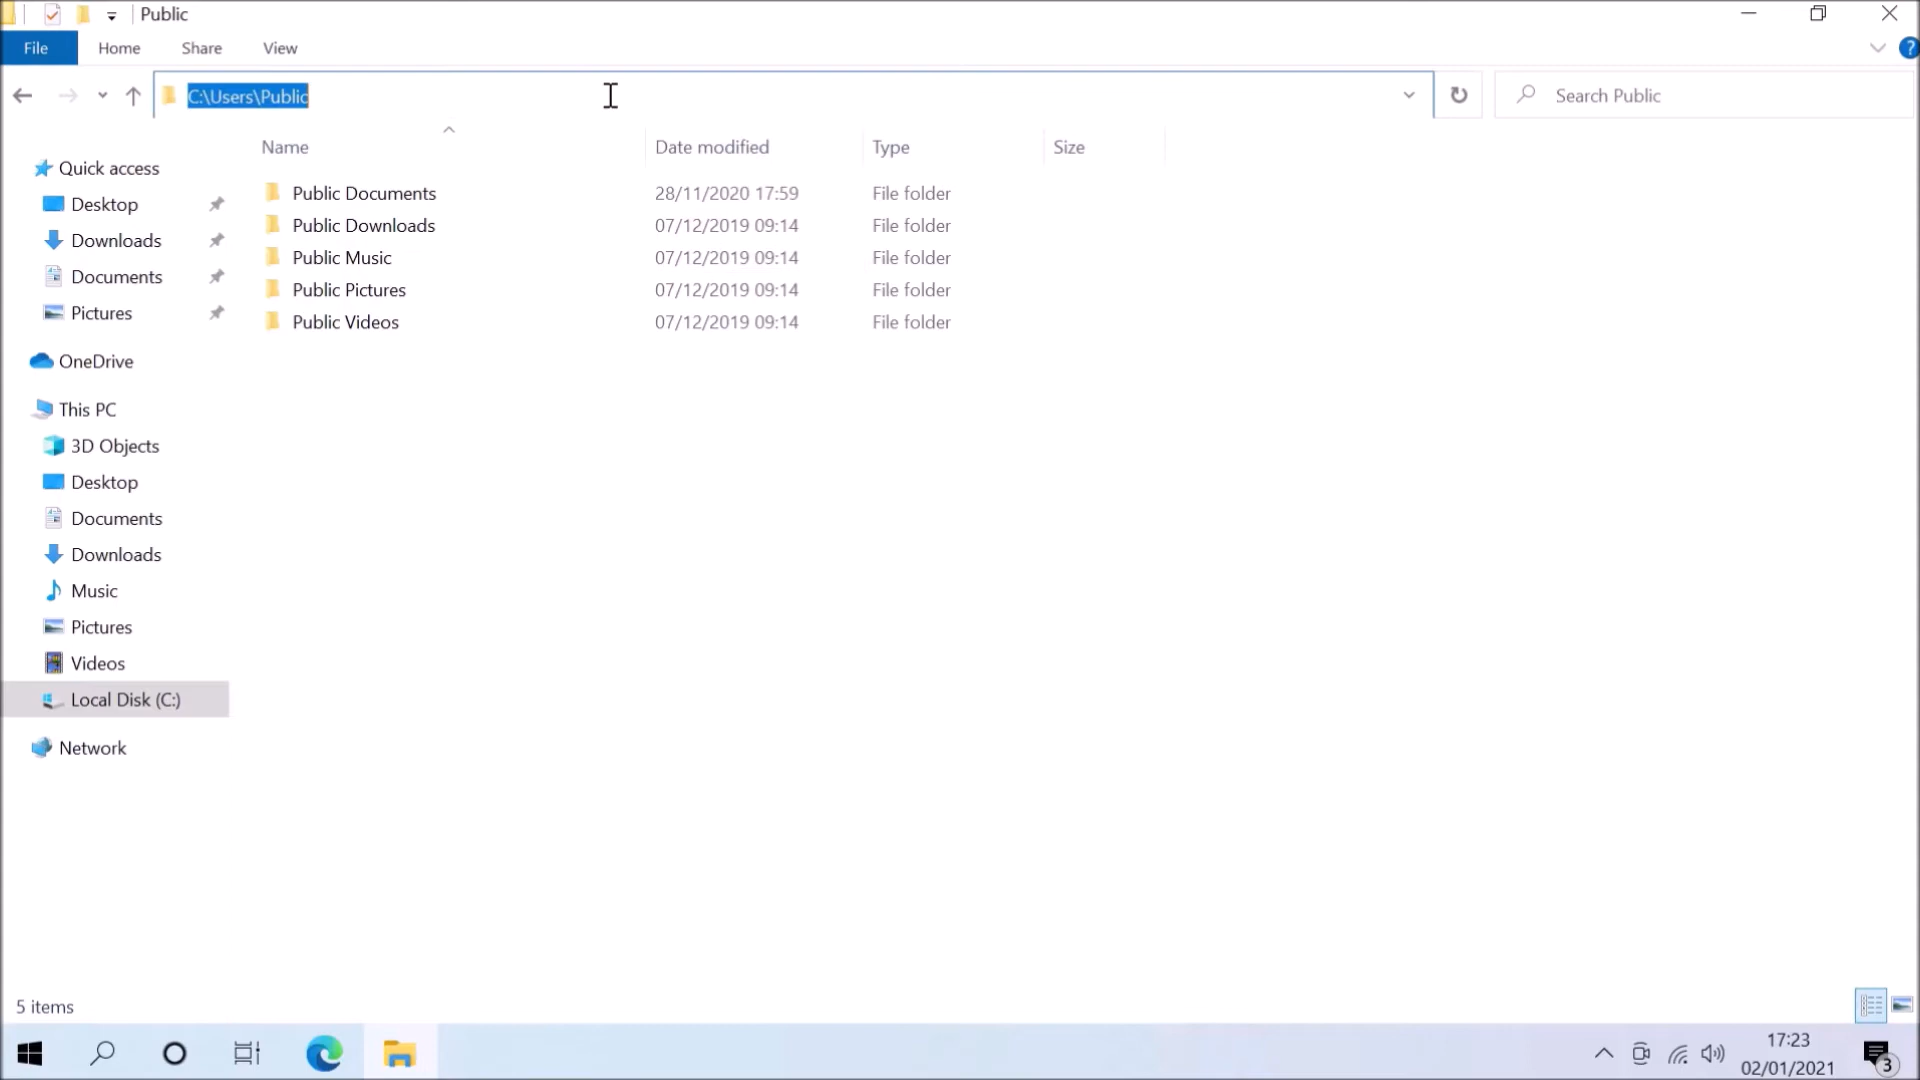 Public
File Home Share View
C:\Users\Public Search Public
Name Date modified Type Size
Quick access
Desktop
Downloads
Documents
Pictures
OneDrive
This PC
3D Objects
Desktop
Documents
Downloads
Music
Pictures
Videos
Local Disk (C:)
Network
Public Documents 28/11/2020 17:59 File folder
Public Downloads 07/12/2019 09:14 File folder
Public Music 07/12/2019 09:14 File folder
Public Pictures 07/12/2019 09:14 File folder
Public Videos 07/12/2019 09:14 File folder
5 items
17:23
02/01/2021
3